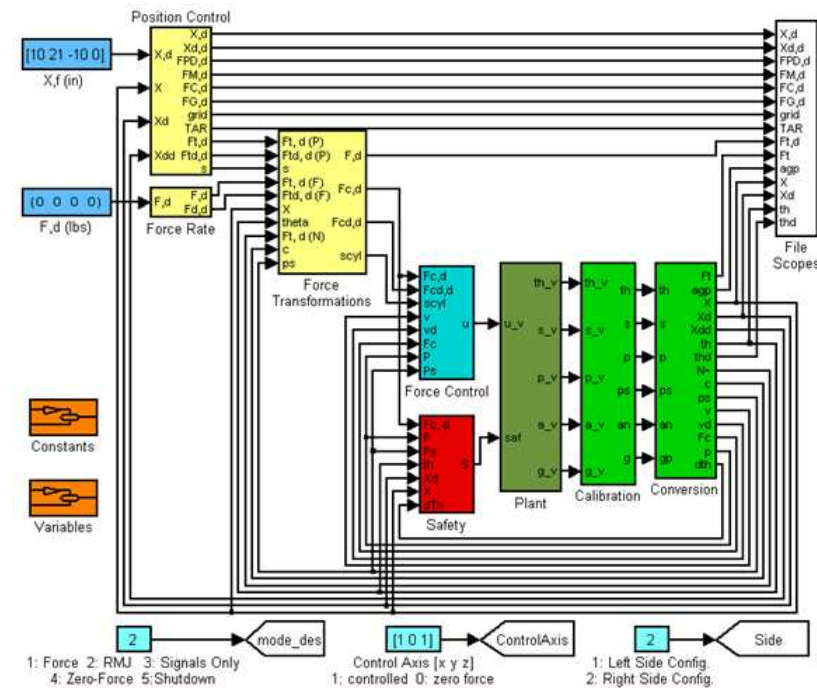 Position Control
[10 21 -10 0]
X,f (in)
X,d
X
Xd
Xdd
X,d
Xd,d
FPD,d
FM,d
FC,d
FG,d
grid
TAR
Ft,d
Ftd,d
s
(0 0 0 0)
F,d (lbs)
F,d
F,d
Fd,d
Force Rate
Ft, d (P)
Ftd, d (P)
s
Ft, d (F)
Ftd, d (F)
X
theta
Ft, d (N)
c
ps
F,d
Fc,d
Fcd,d
scyl
Force
Transformations
X,d
Xd,d
FPD,d
FM,d
FC,d
FG,d
grid
TAR
Ft,d
Ft
agp
X
Xd
th
thd
File
Scopes
Fc,d
Fcd,d
scyl
v
vd
Fc
P
Ps
u
Force Control
Fc, d
P
Ps
th
Xd
X
dth
S
Safety
u_v
saf
th_v
s_v
p_v
a_v
g_v
Plant
th_v
s_v
p_v
a_v
g_v
th
s
p
ps
an
g
Calibration
th
s
p
ps
an
gp
Ft
agp
X
Xd
Xdd
th
thd
N~
c
ps
v
vd
Fc
p
dth
Conversion
Constants
Variables
2
mode_des
1: Force 2: RMJ 3: Signals Only
4: Zero-Force 5:Shutdown
[1 0 1]
ControlAxis
Control Axis [x y z]
1: controlled 0: zero force
2
Side
1: Left Side Config.
2: Right Side Config.